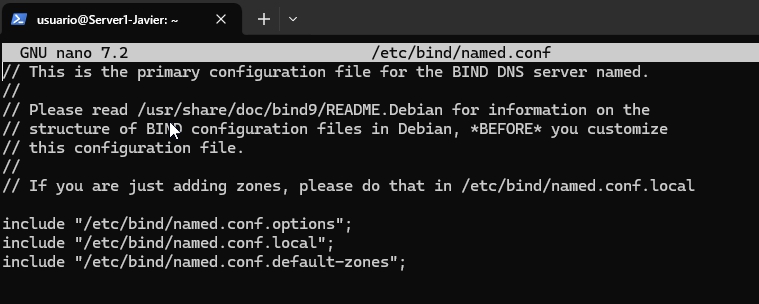 usuario@Server1-Javier: ~
GNU nano 7.2 /etc/bind/named.conf
// This is the primary configuration file for the BIND DNS server named.
//
// Please read /usr/share/doc/bind9/README.Debian for information on the
// structure of BIND configuration files in Debian, *BEFORE* you customize
// this configuration file.
//
// If you are just adding zones, please do that in /etc/bind/named.conf.local
include "/etc/bind/named.conf.options";
include "/etc/bind/named.conf.local";
include "/etc/bind/named.conf.default-zones";